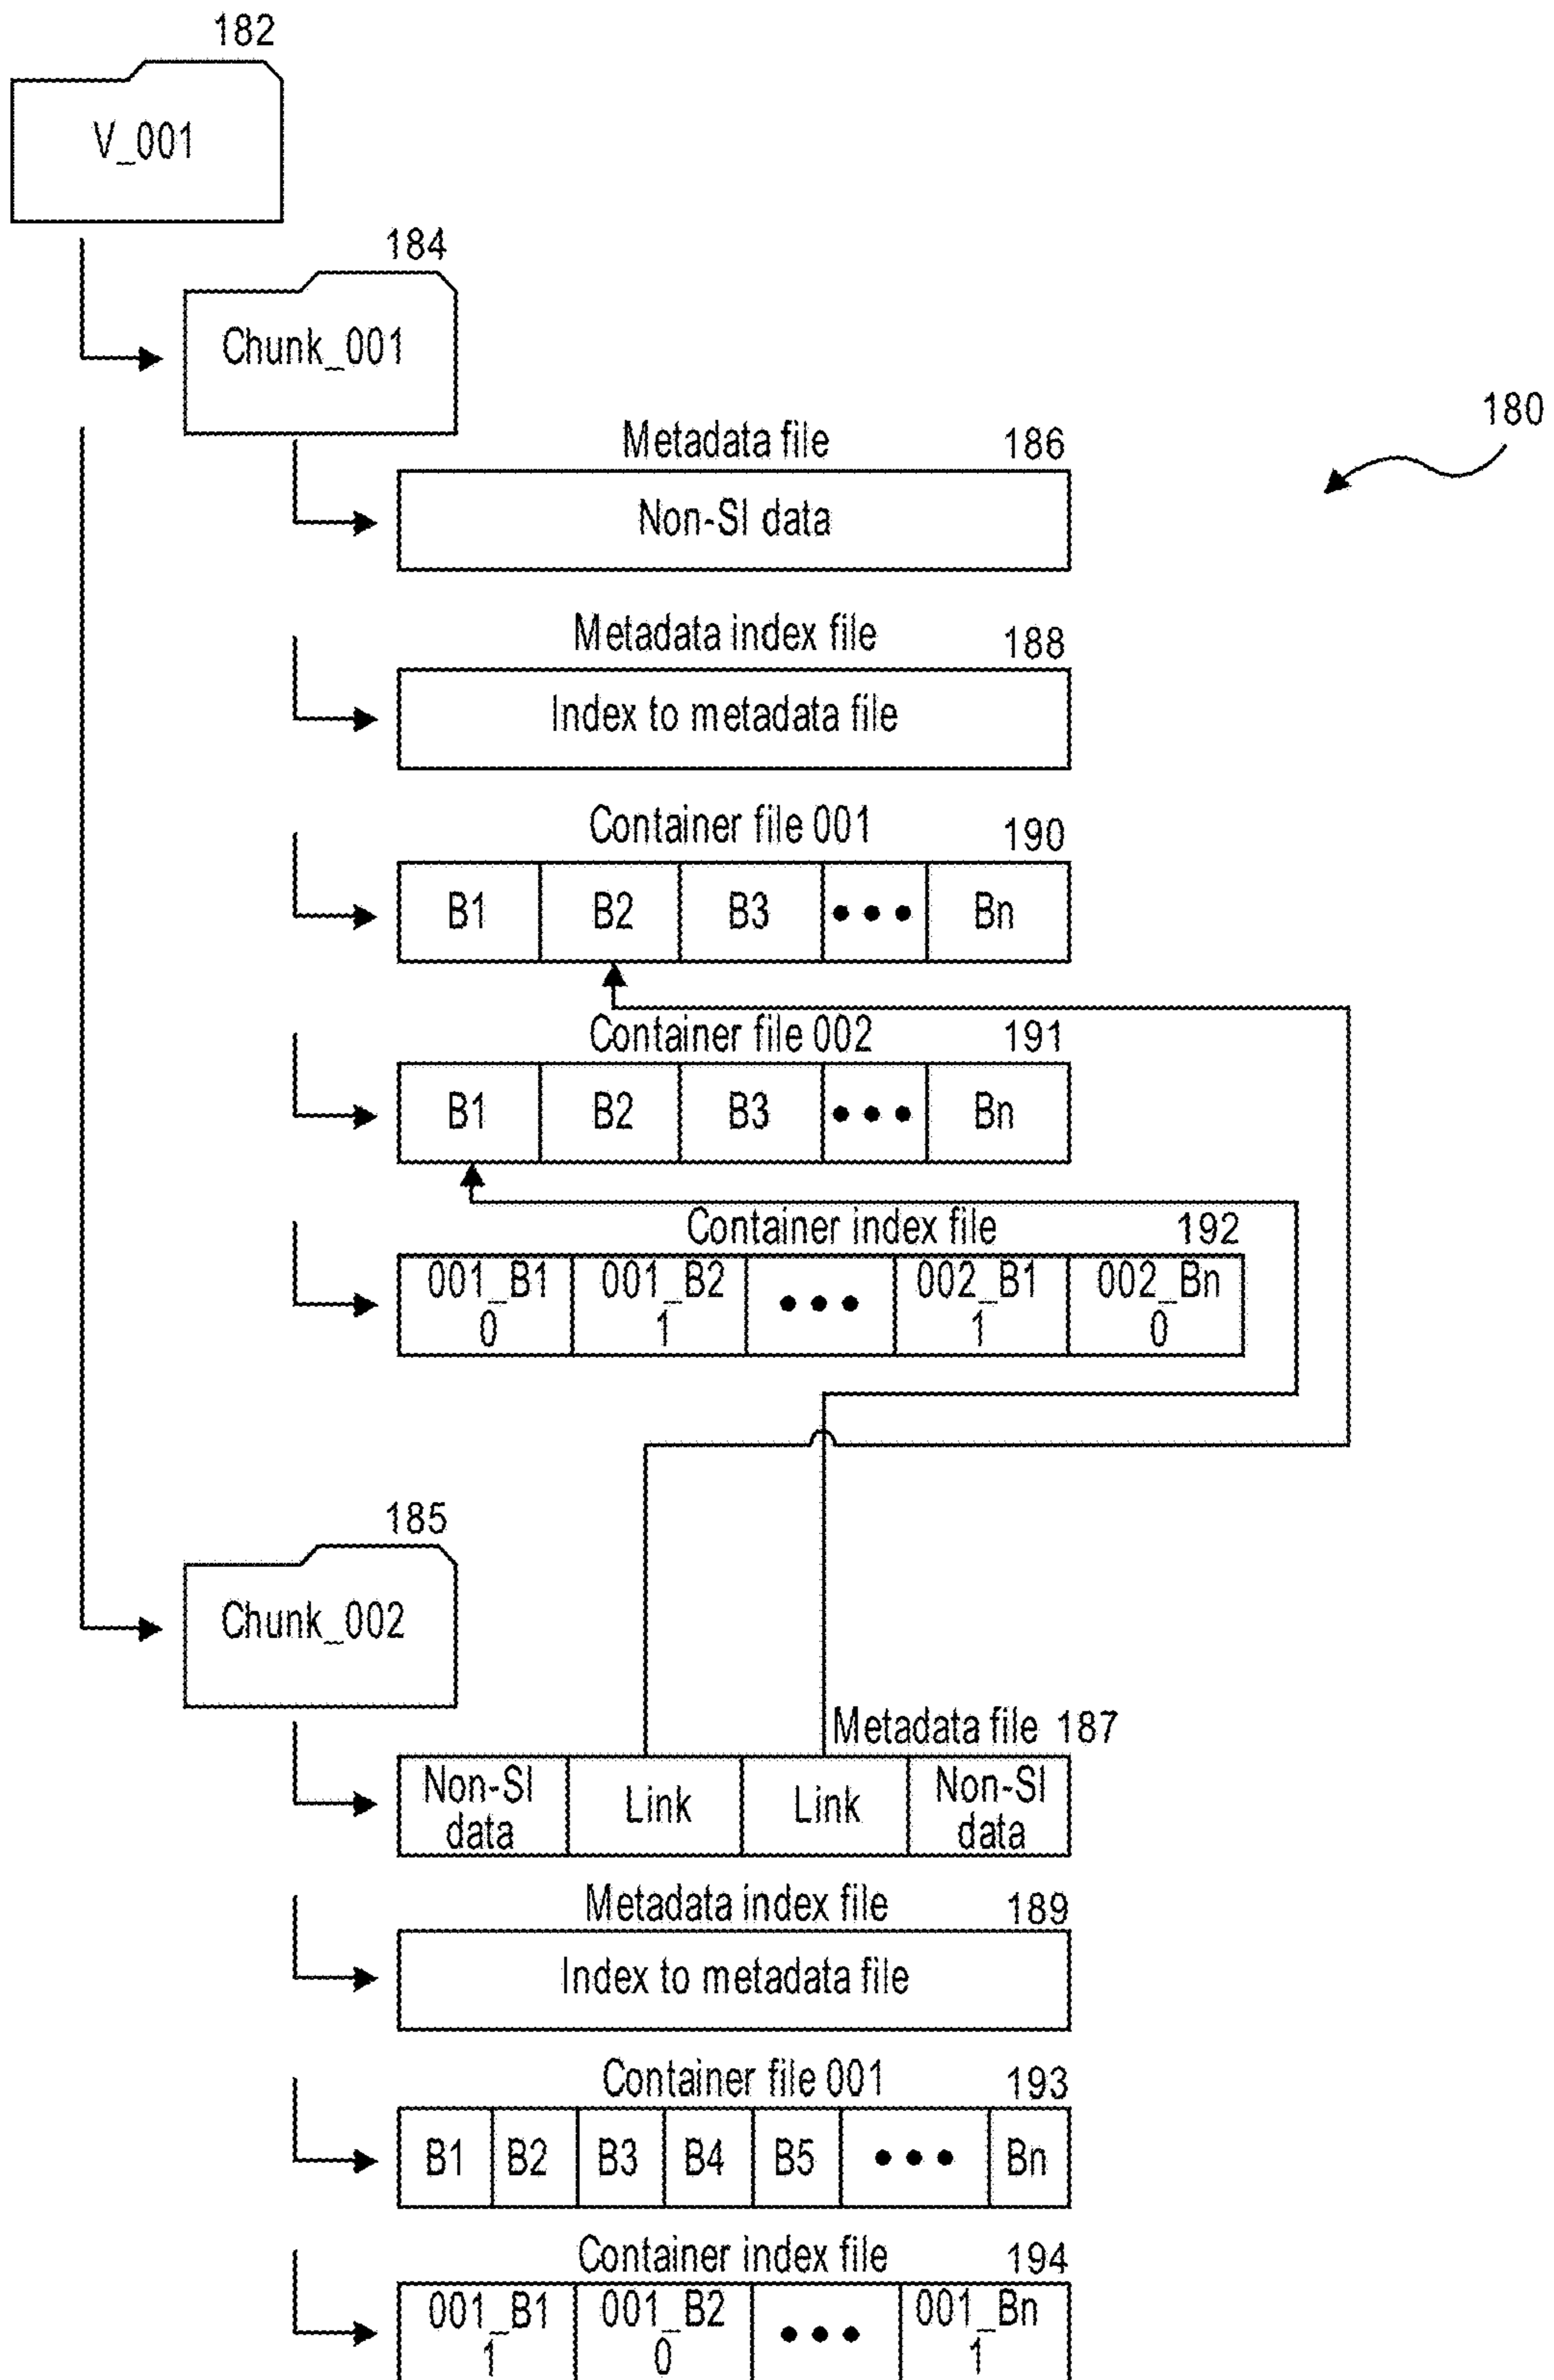 182
V_001
184
Chunk_001
180
Metadata file 186
Non-SI data
Metadata index file 188
Index to metadata file
Container file 001 190
B1 B2 B3 ••• Bn
Container file 002 191
B1 B2 B3 ••• Bn
Container index file 192
001_B1 001_B2 ••• 002_B1 002_Bn
0 1 1 0
185
Chunk_002
Metadata file 187
Non-SI Link Link Non-SI
data data
Metadata index file 189
Index to metadata file
Container file 001 193
B1 B2 B3 B4 B5 ••• Bn
Container index file 194
001_B1 001_B2 ••• 001_Bn
1 0 1